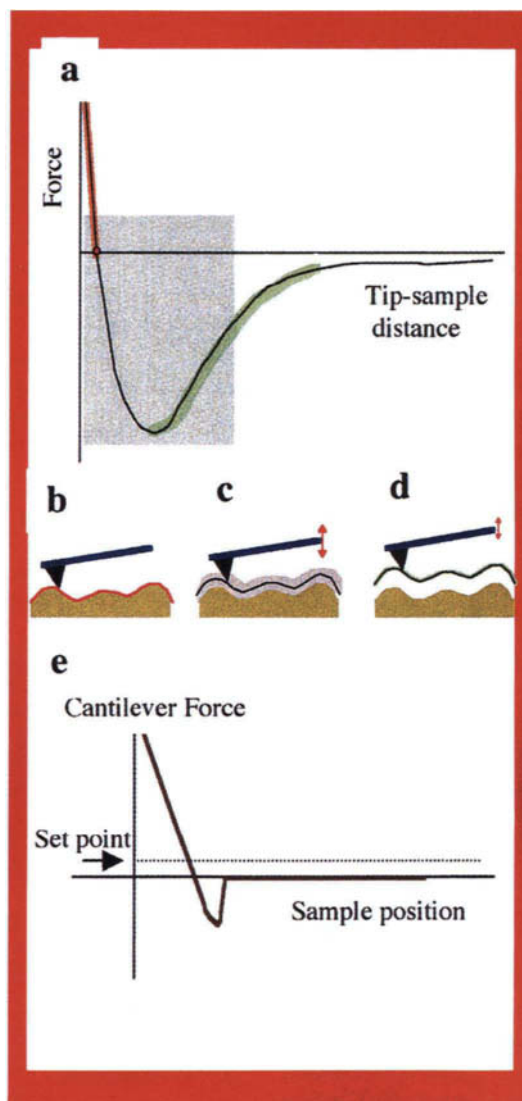 a
Force
Tip-sample
distance
b
c
d
e
Cantilever Force
Set point
Sample position